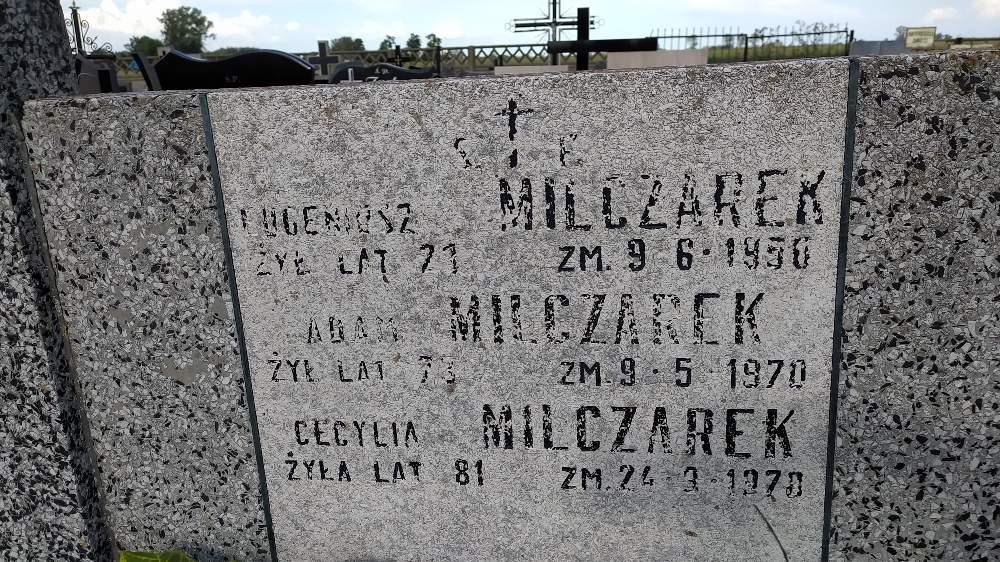 Ś P
EUGENIUSZ MILCZAREK
ŻYŁ LAT ZM. 9·6·1950
ADAM MILCZAREK
ŻYŁ LAT 73 ZM. 9·5·1970
CECYLIA MILCZAREK
ŻYŁA LAT 81 ZM. 24·3·1970